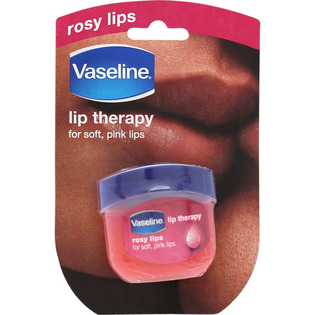 rosy lips
Vaseline
lip therapy
for soft, pink lips
Vaseline
lip therapy
rosy lips
for soft, pink lips